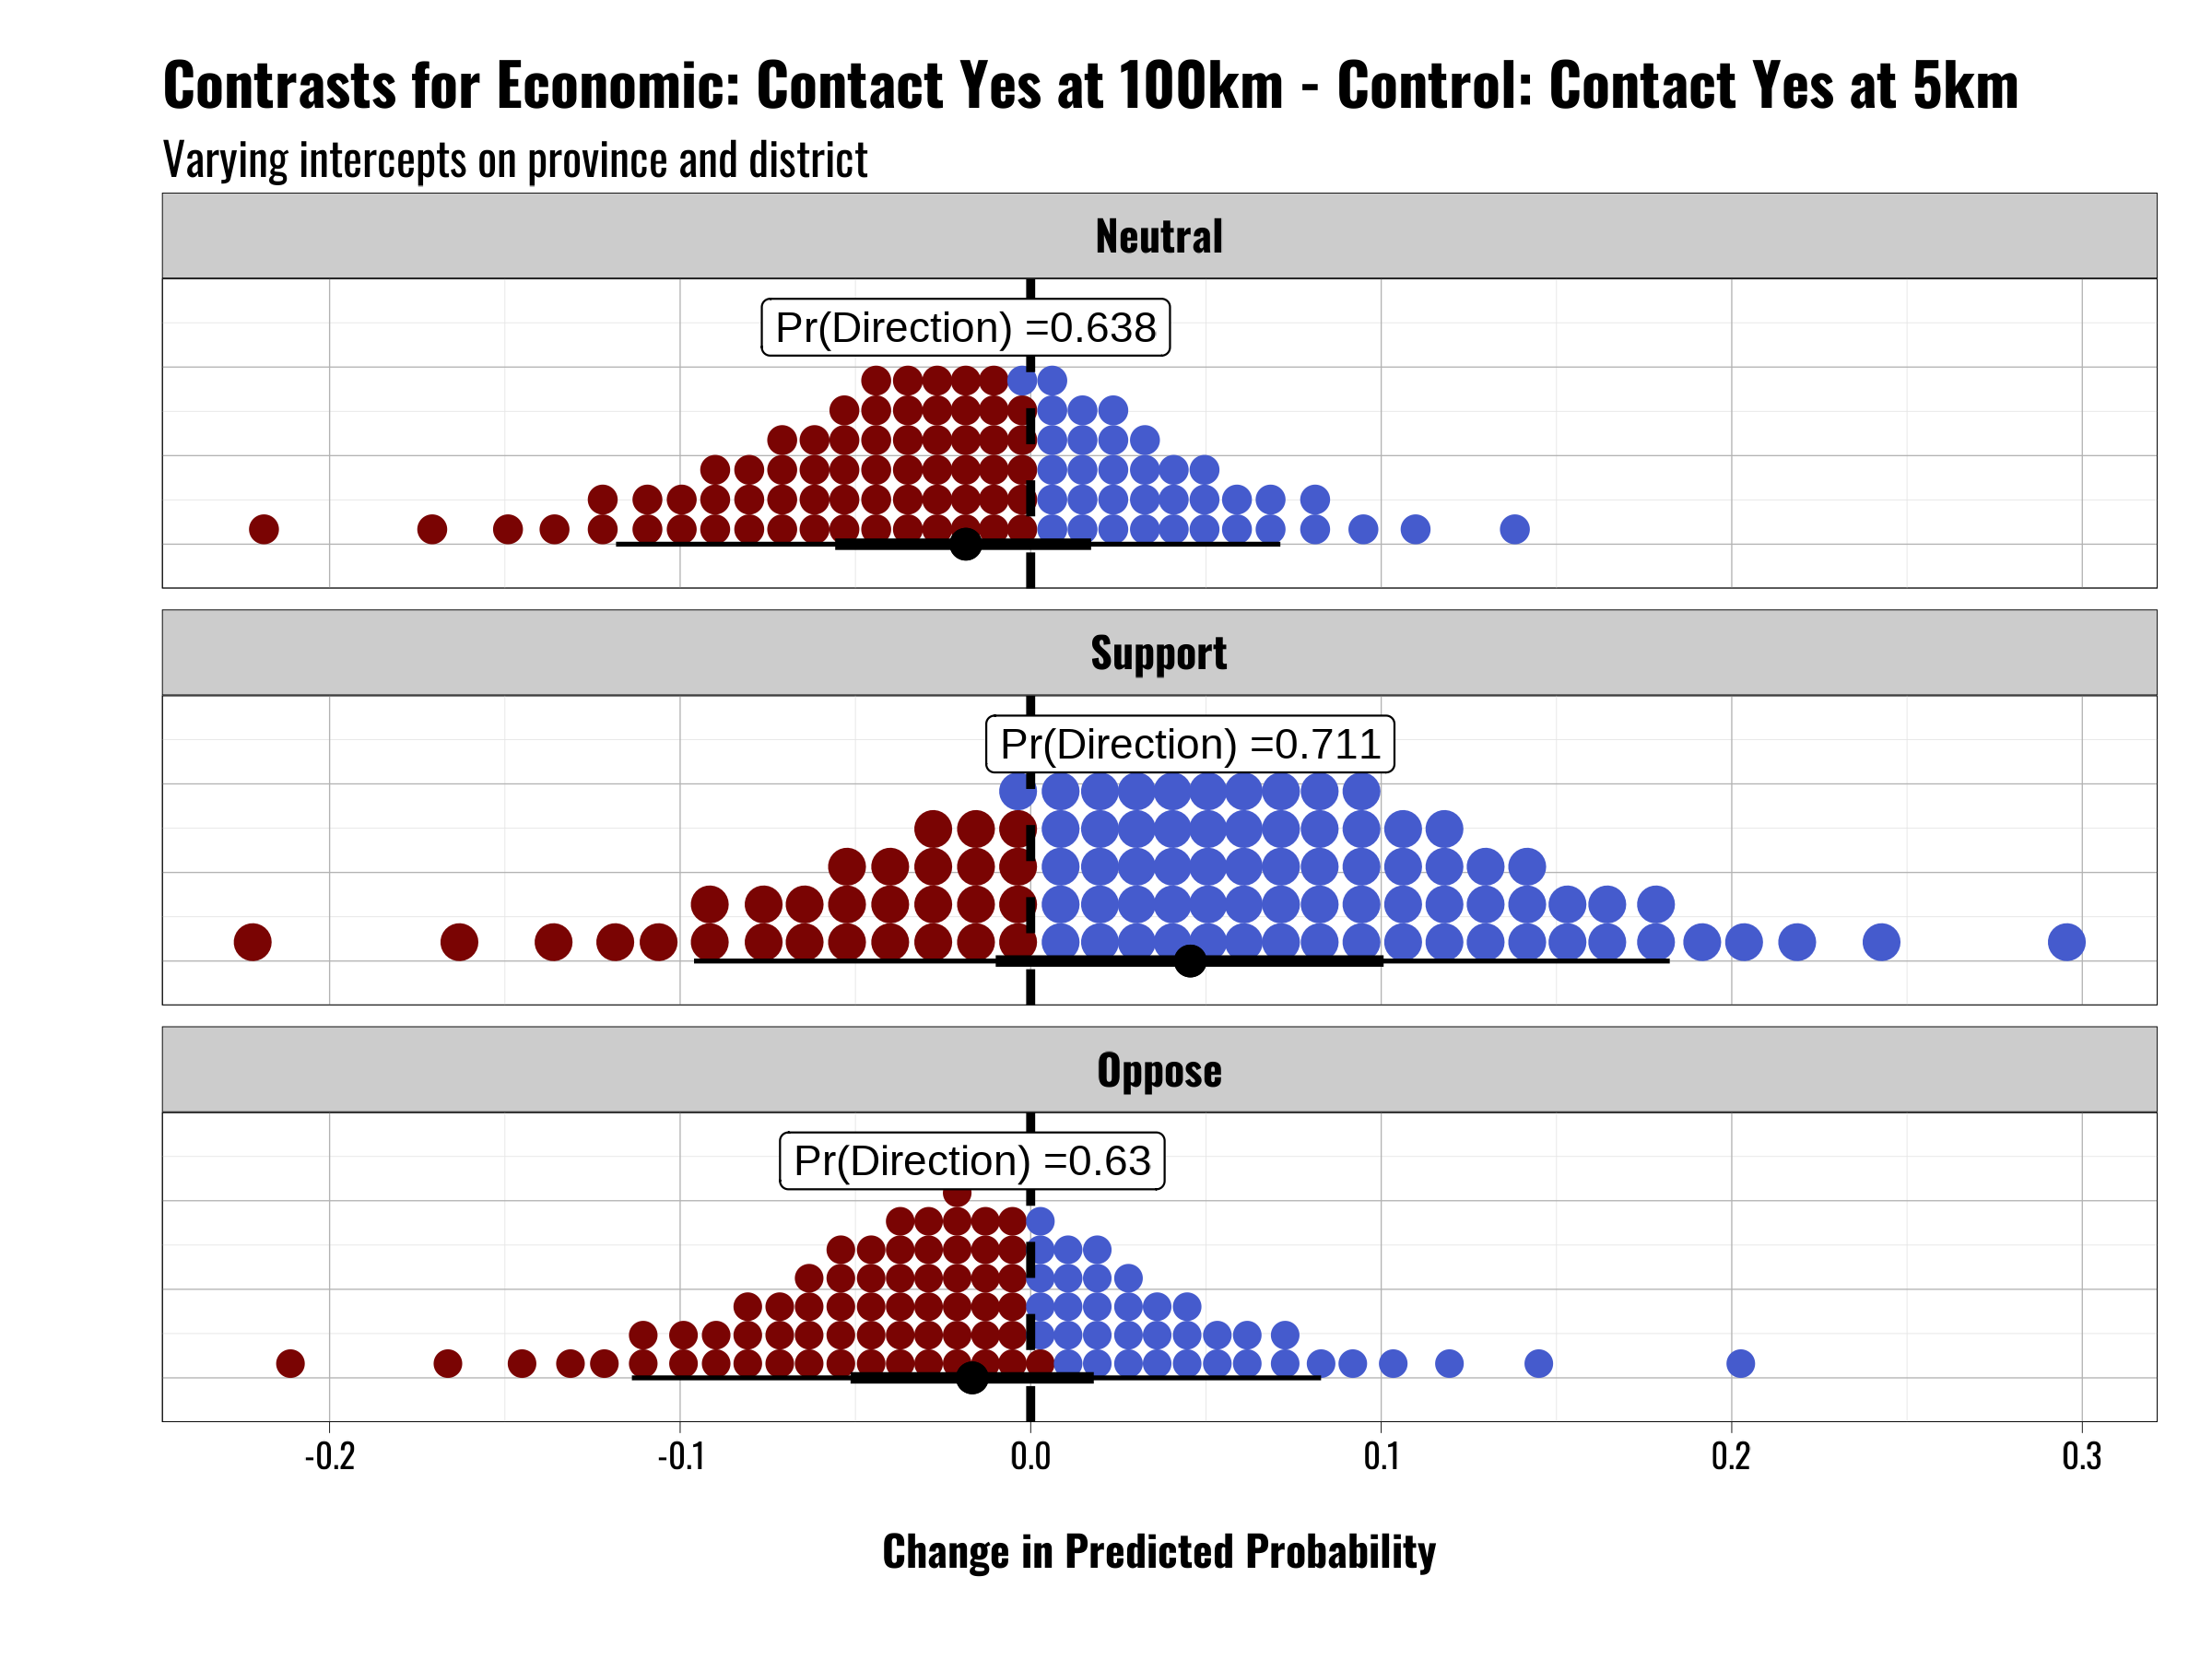 Contrasts for Economic: Contact Yes at 100km - Control: Contact Yes at 5km
Varying intercepts on province and district
Neutral
Pr(Direction) =0.638
Support
Pr(Direction) =0.711
Oppose
Pr(Direction) =0.63
-0.2 -0.1 0.0 0.1 0.2 0.3
Change in Predicted Probability